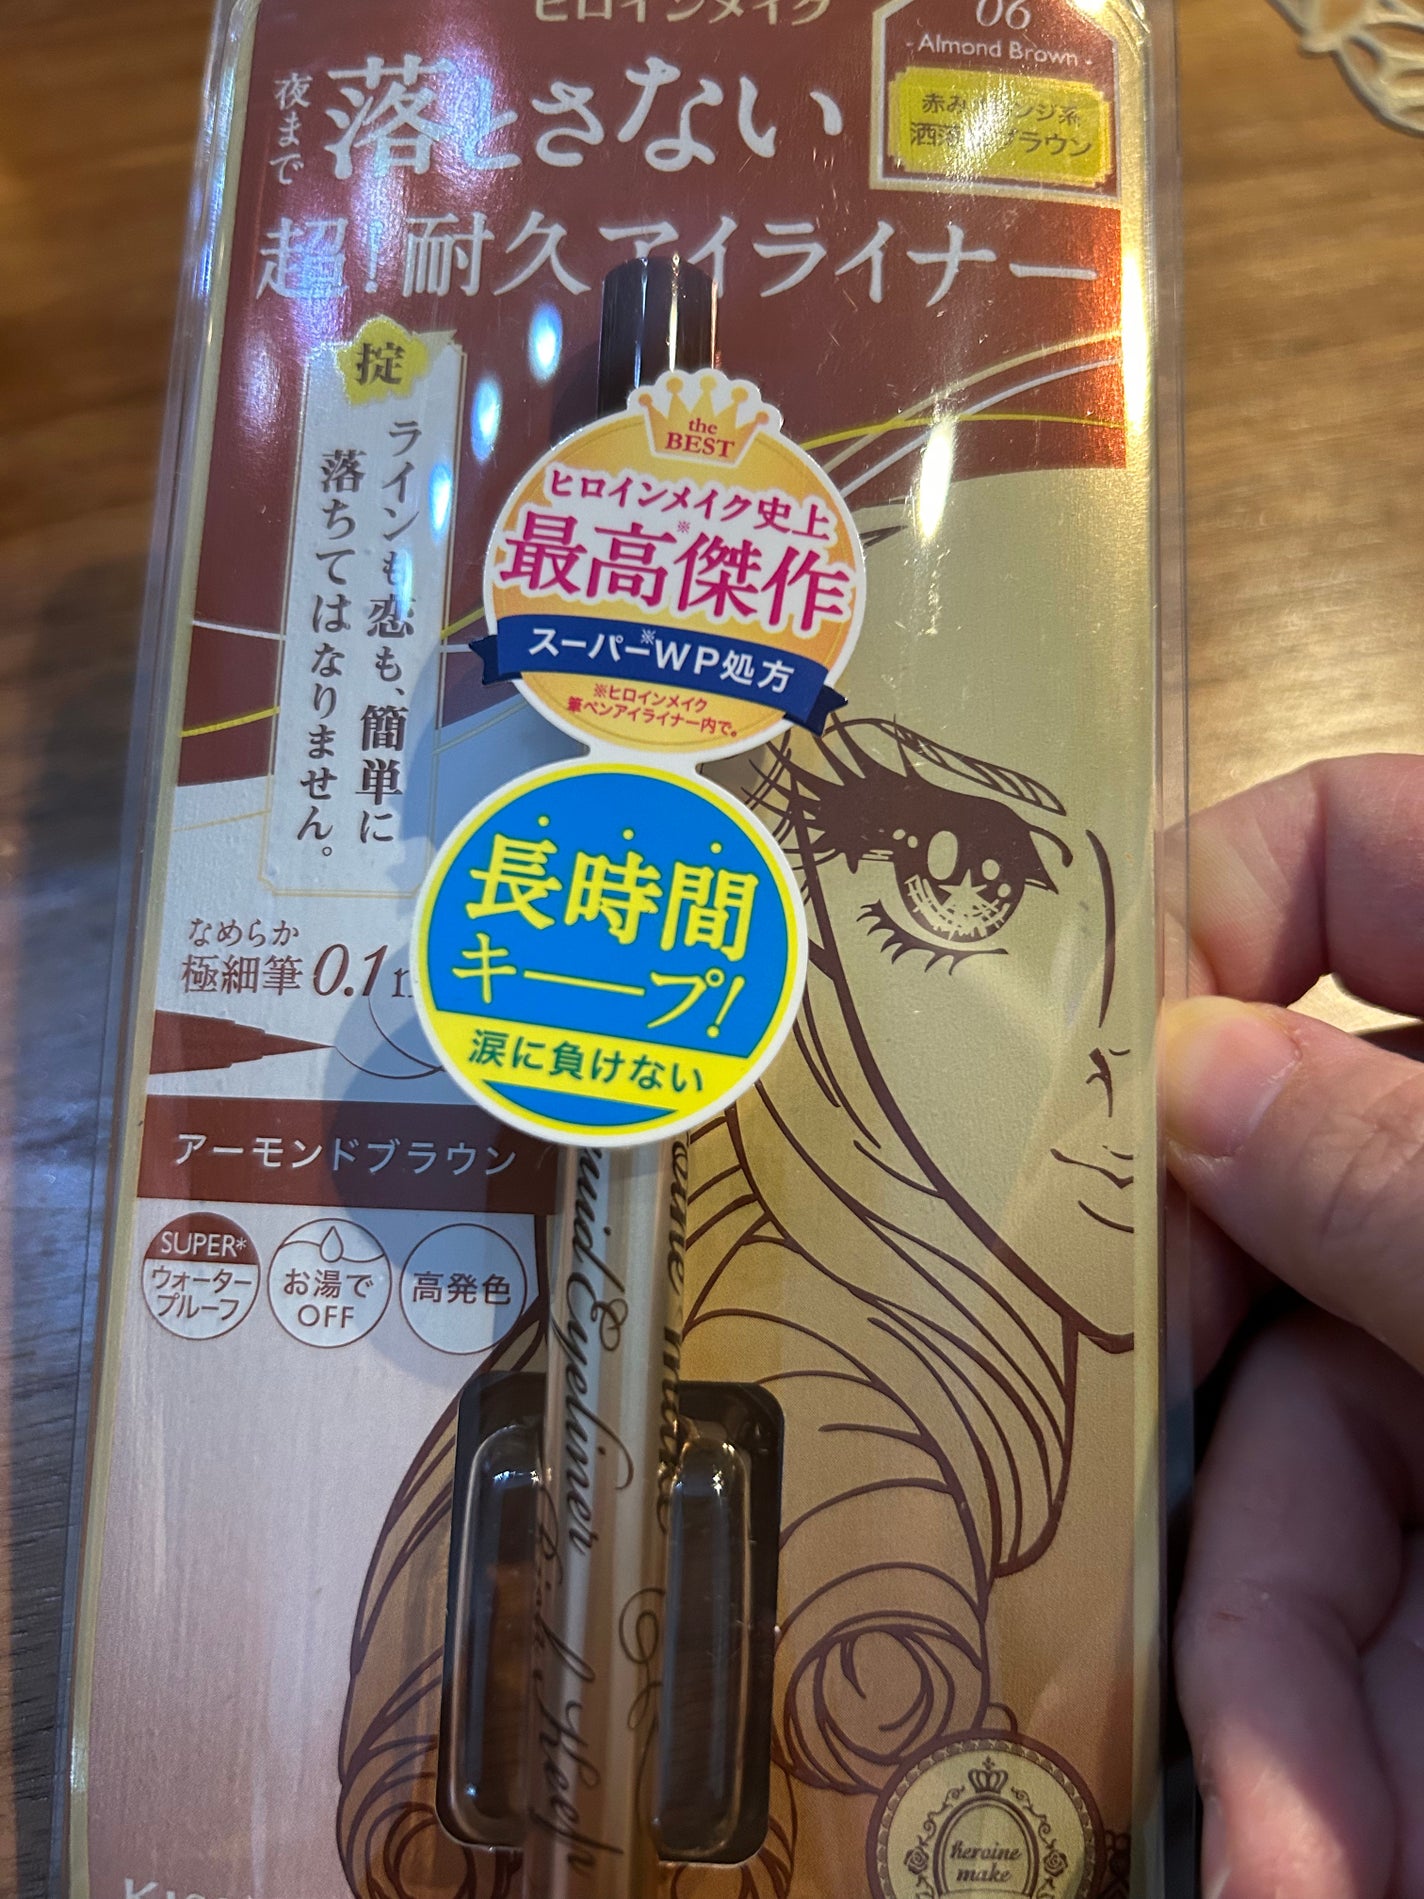 ヒロインメイク
06
- Almond Brown -
赤みオレンジ系
ブラウン
夜まで
落とさない
超!耐久アイライナー
掟
ラインも恋も、簡単に
落ちてはなりません。
the
BEST
ヒロインメイク史上
最高※傑作
スーパー※WP処方
※ヒロインメイク
筆ペンアイライナー内で。
長時間
キープ!
涙に負けない
なめらか
極細筆 0.1
アーモンドブラウン
SUPER*
ウォーター
プルーフ
お湯で
OFF
高発色
Eyeliner
heroine
make